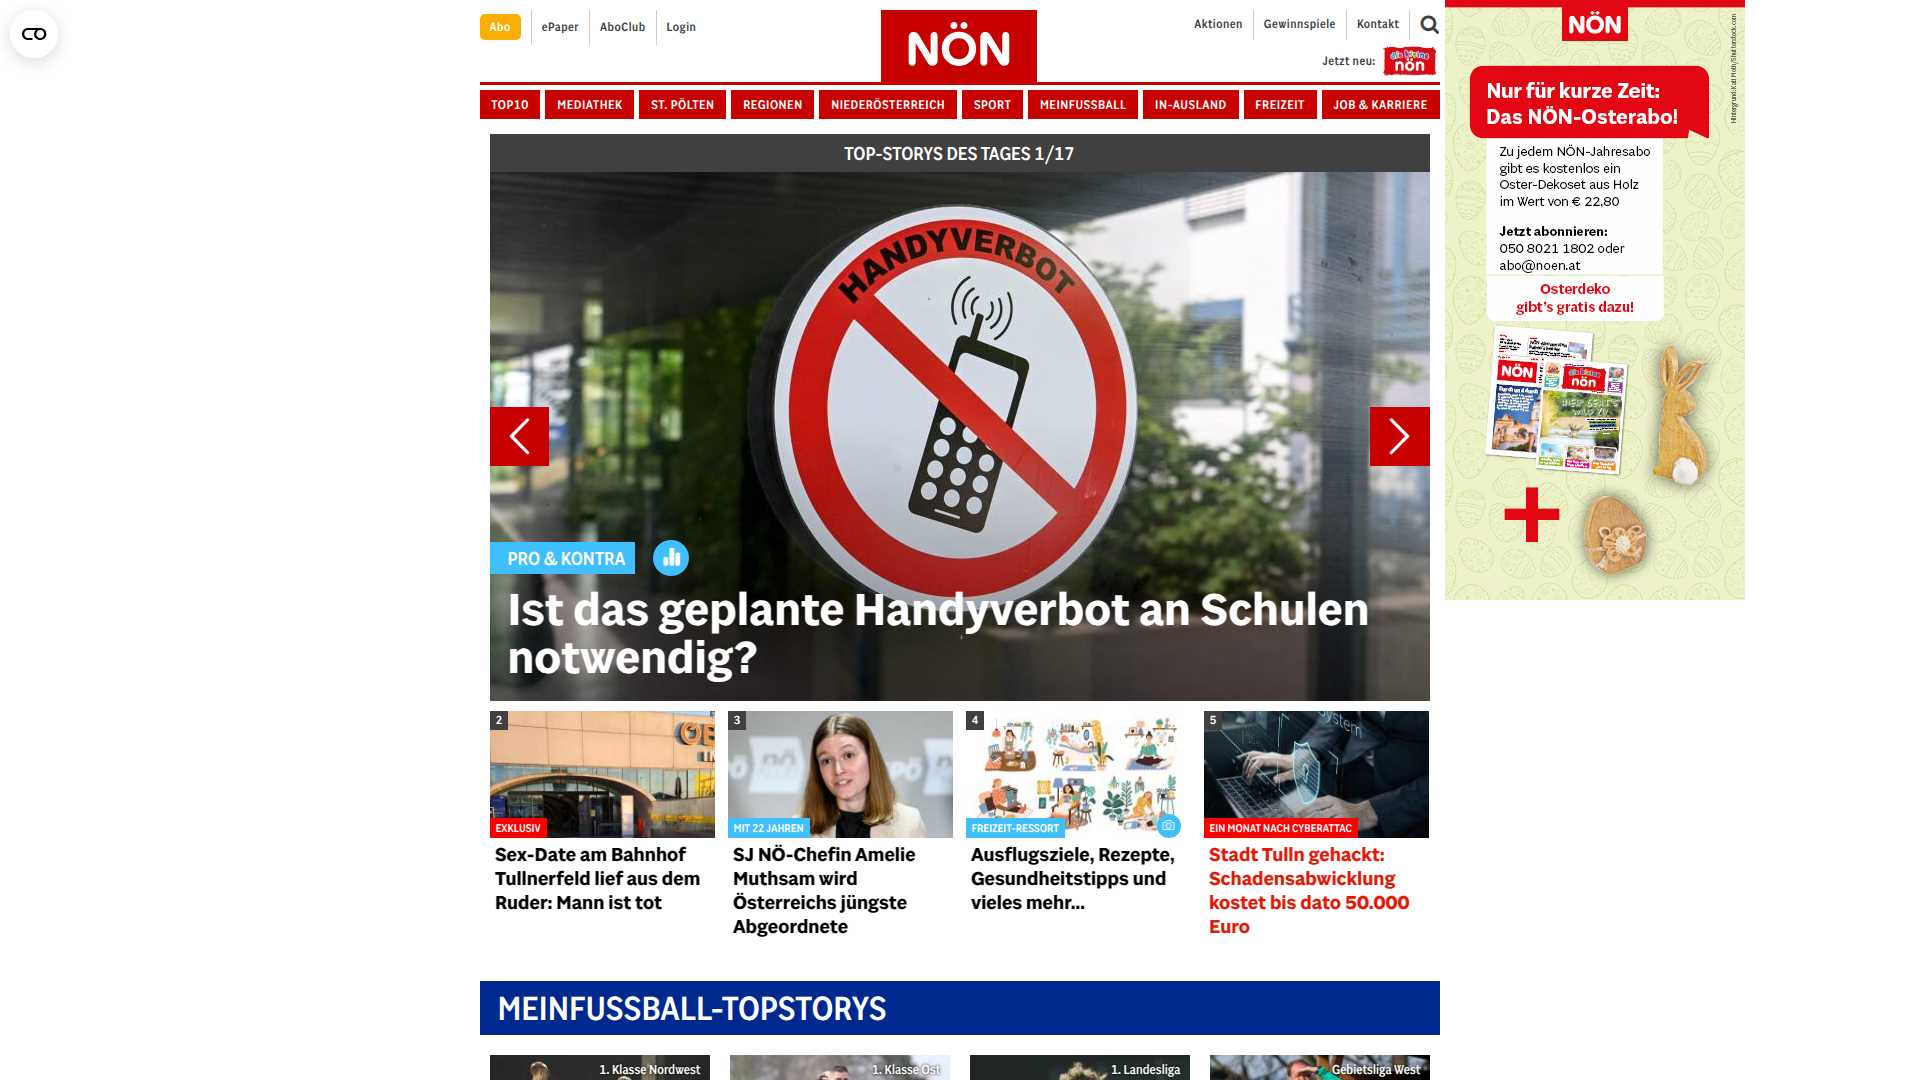 Abo
ePaper
AboClub
Login
NÖN
Aktionen
Gewinnspiele
Kontakt
Jetzt neu:
die kleine
nön
TOP10
MEDIATHEK
ST. PÖLTEN
REGIONEN
NIEDERÖSTERREICH
SPORT
MEINFUSSBALL
IN-AUSLAND
FREIZEIT
JOB & KARRIERE
TOP-STORYS DES TAGES 1/17
HANDYVERBOT
PRO & KONTRA
Ist das geplante Handyverbot an Schulen
notwendig?
2
EXKLUSIV
Sex-Date am Bahnhof
Tullnerfeld lief aus dem
Ruder: Mann ist tot
3
MIT 22 JAHREN
SJ NÖ-Chefin Amelie
Muthsam wird
Österreichs jüngste
Abgeordnete
4
FREIZEIT-RESSORT
Ausflugsziele, Rezepte,
Gesundheitstipps und
vieles mehr...
5
System
EIN MONAT NACH CYBERATTAC
Stadt Tulln gehackt:
Schadensabwicklung
kostet bis dato 50.000
Euro
MEINFUSSBALL-TOPSTORYS
1. Klasse Nordwest
1. Klasse Ost
1. Landesliga
Gebietsliga West
NÖN
Nur für kurze Zeit:
Das NÖN-Osterabo!
Zu jedem NÖN-Jahresabo
gibt es kostenlos ein
Oster-Dekoset aus Holz
im Wert von € 22,80
Jetzt abonnieren:
050 8021 1802 oder
abo@noen.at
Osterdeko
gibt's gratis dazu!
NÖN
nön